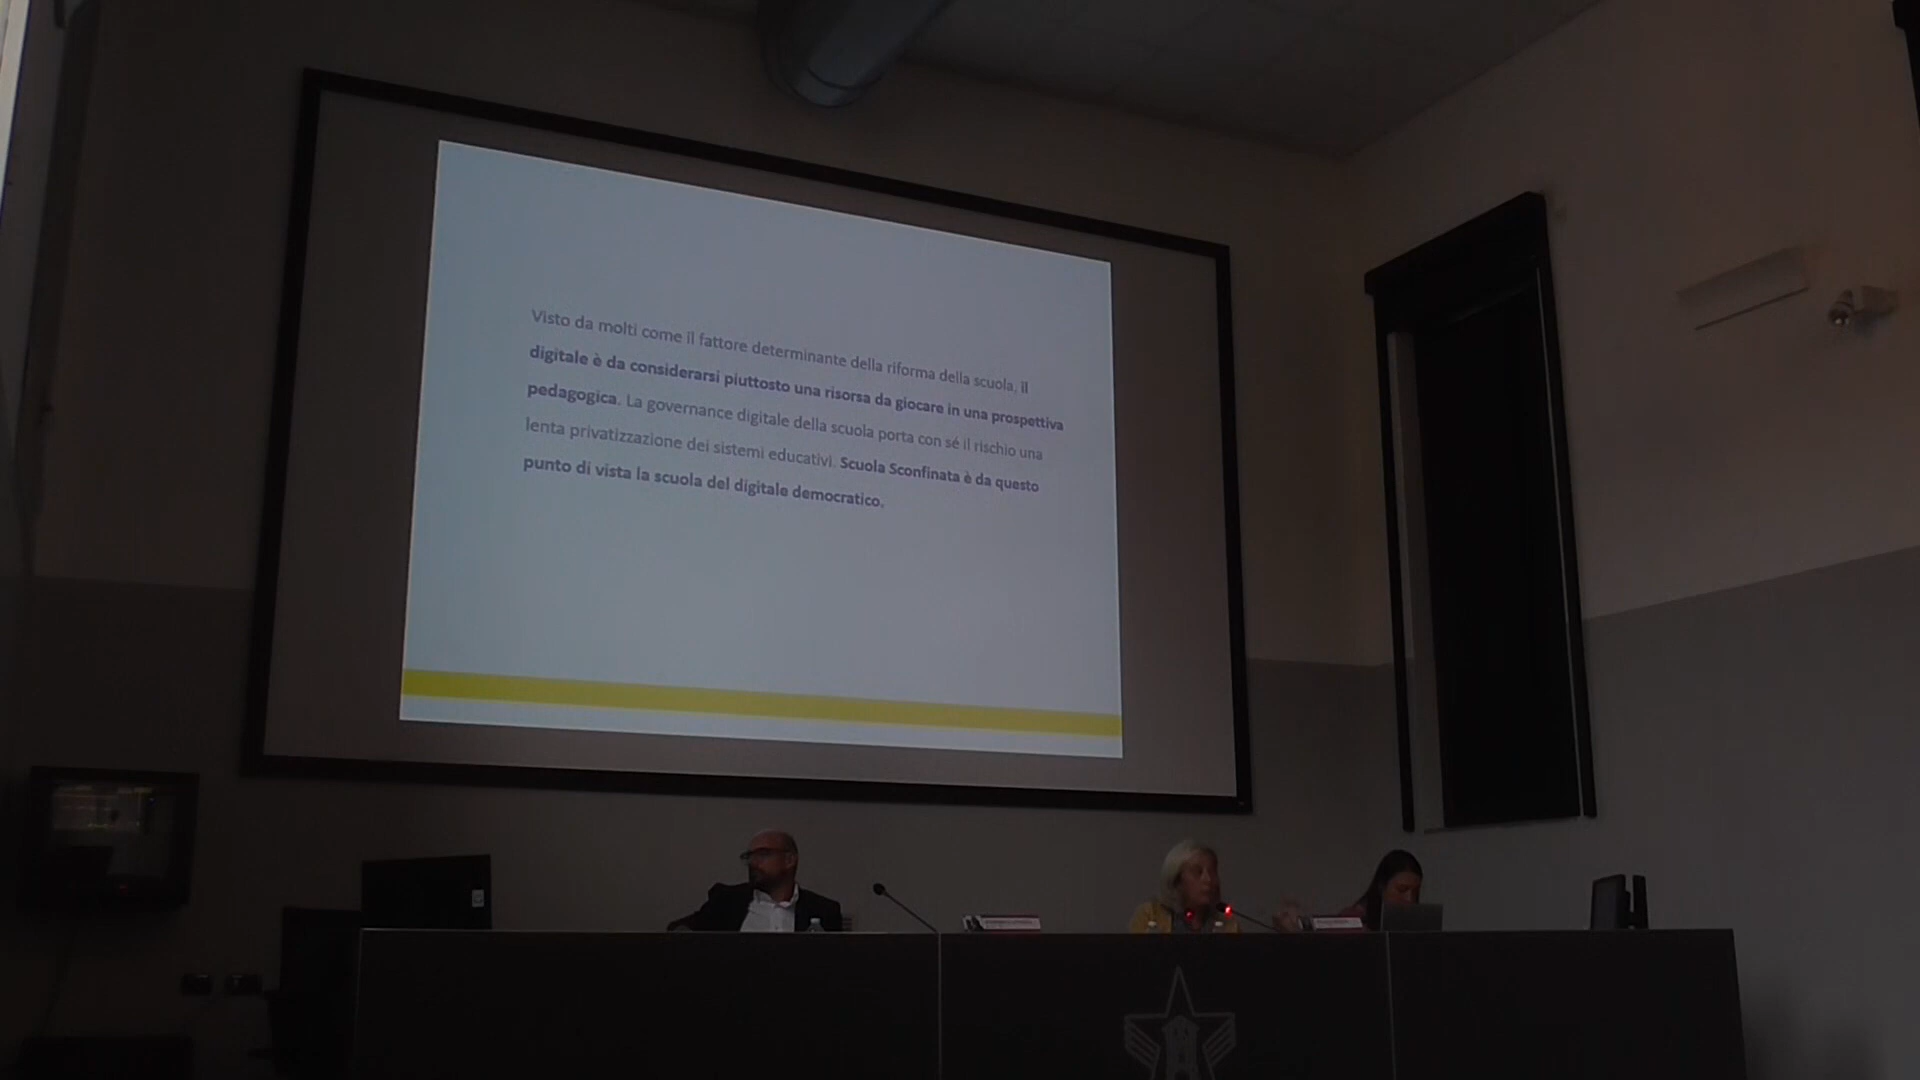 Visto da molti come il fattore determinante della riforma della scuola, il
digitale è da considerarsi piuttosto una risorsa da giocare in una prospettiva
pedagogica. La governance digitale della scuola porta con sé il rischio una
lenta privatizzazione dei sistemi educativi. Scuola Sconfinata è da questo
punto di vista la scuola del digitale democratico.